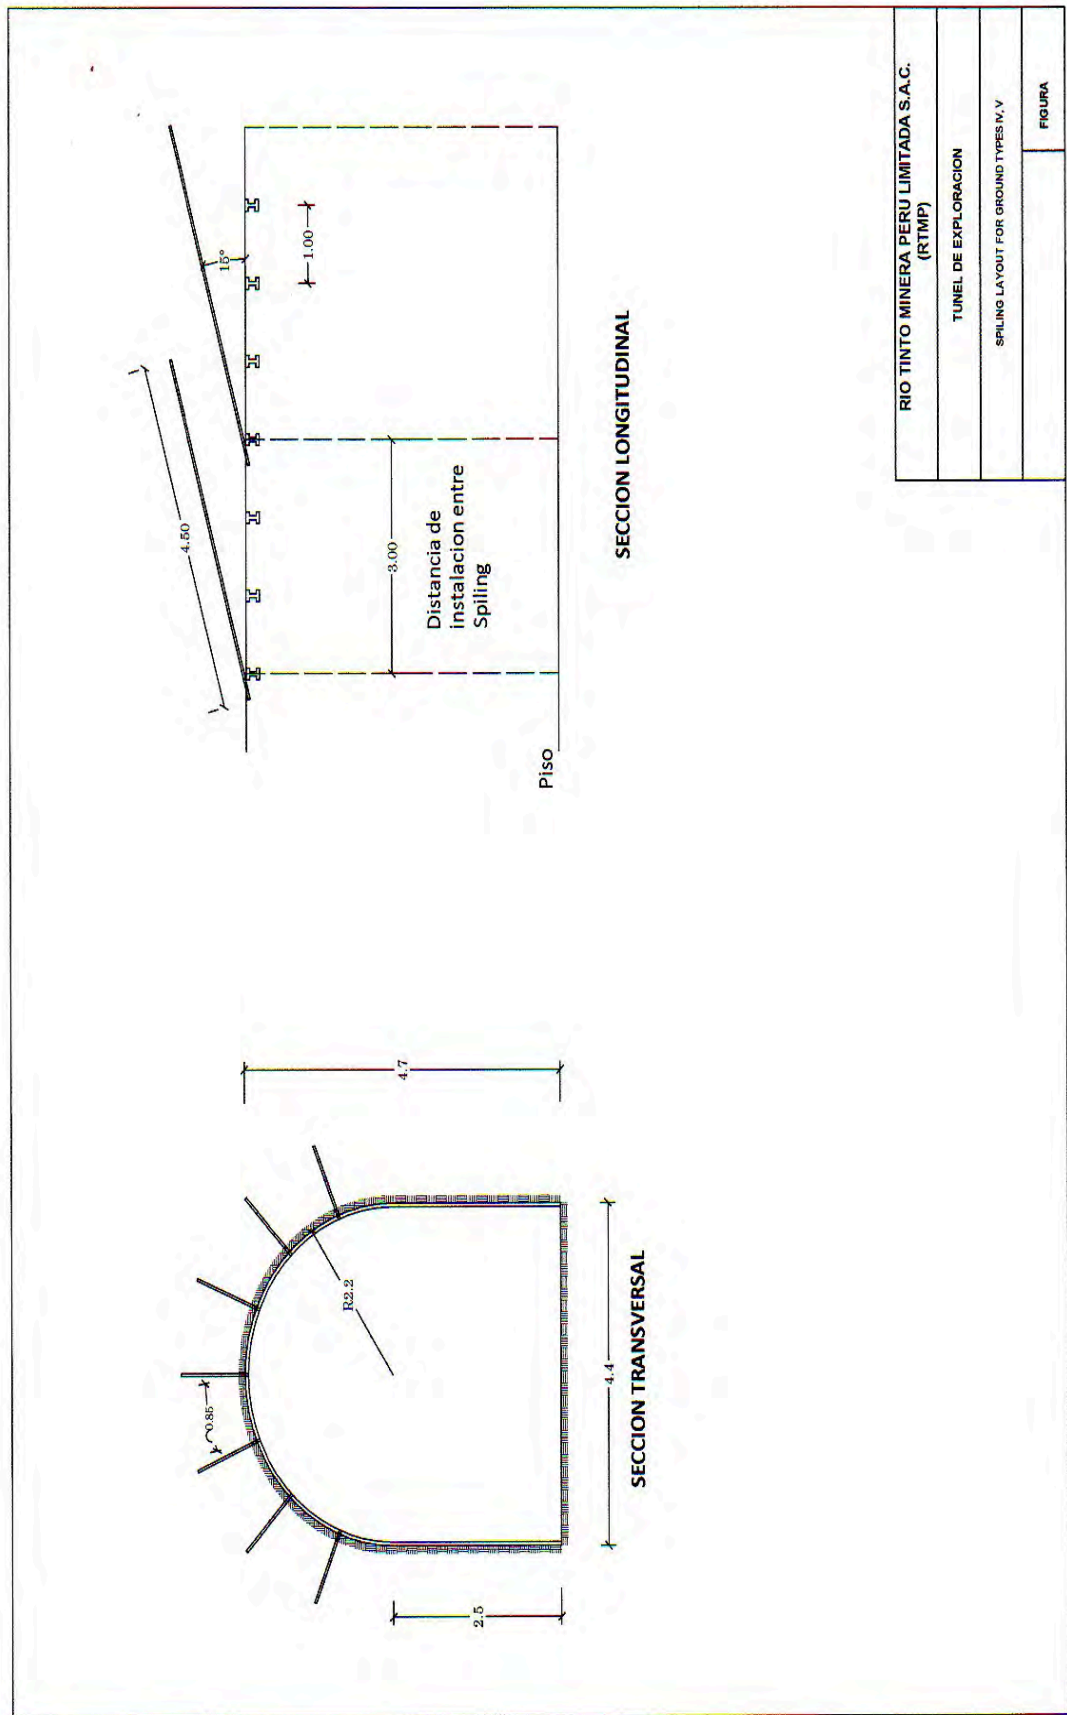 2.5
0.85
R2.2
4.4
4.7
SECCION TRANSVERSAL
4.50
15°
1.00
3.00
Distancia de
instalacion entre
Spiling
Piso
SECCION LONGITUDINAL
RIO TINTO MINERA PERU LIMITADA S.A.C.
(RTMP)
TUNEL DE EXPLORACION
SPILING LAYOUT FOR GROUND TYPES IV, V
FIGURA